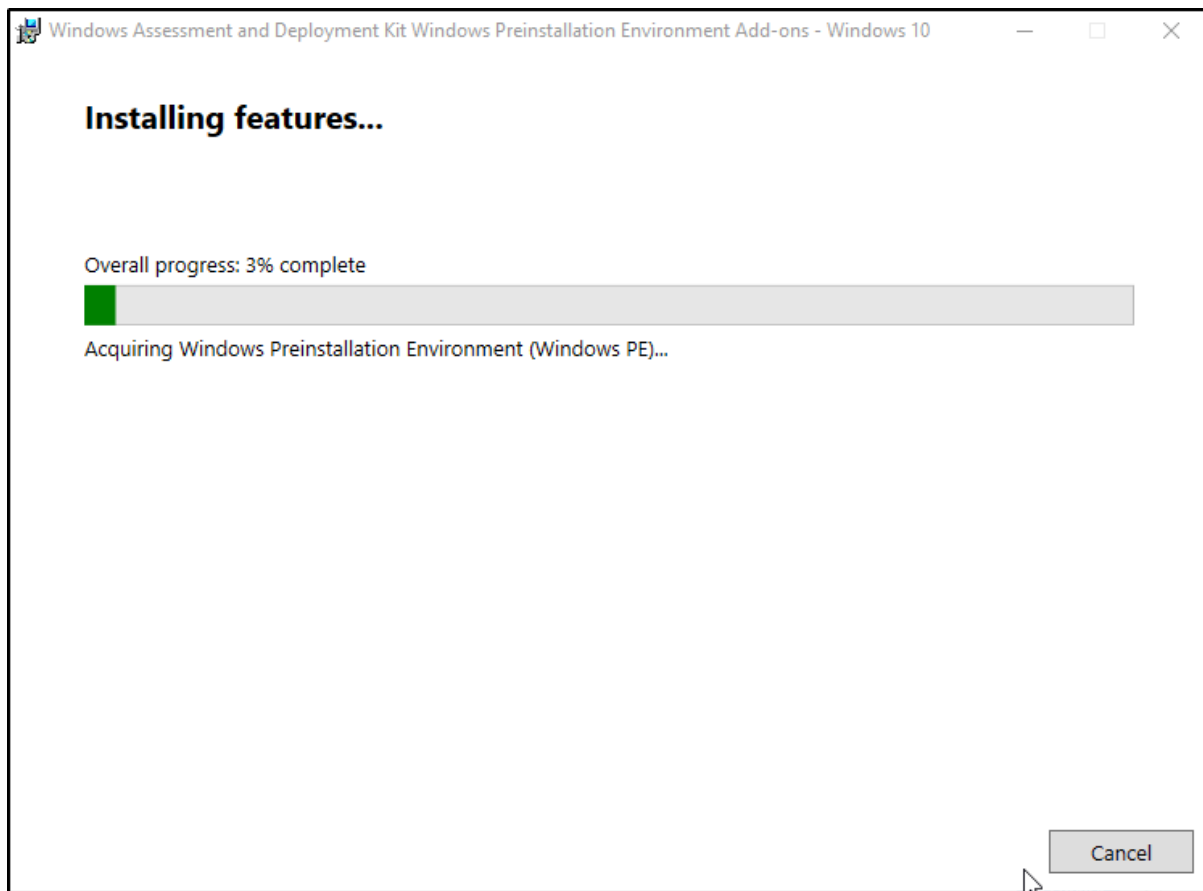 Windows Assessment and Deployment Kit Windows Preinstallation Environment Add-ons - Windows 10
Installing features...
Overall progress: 3% complete
Acquiring Windows Preinstallation Environment (Windows PE)...
Cancel